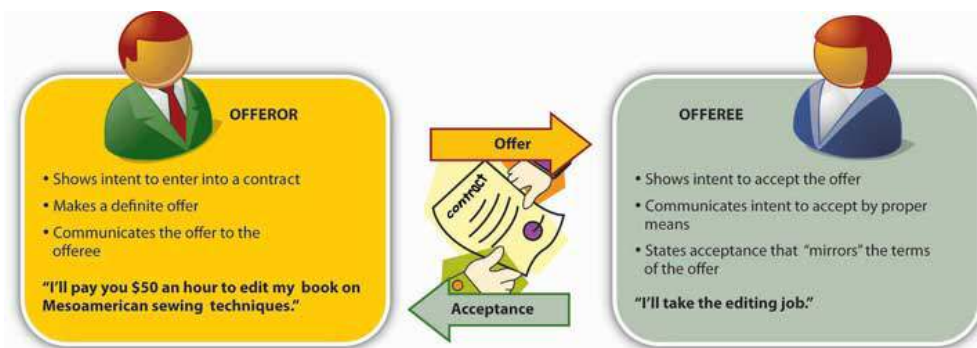 OFFEROR
• Shows intent to enter into a contract
• Makes a definite offer
• Communicates the offer to the
offeree
"I'll pay you $50 an hour to edit my book on
Mesoamerican sewing techniques."
Offer
contract
Acceptance
OFFEREE
• Shows intent to accept the offer
• Communicates intent to accept by proper
means
• States acceptance that "mirrors" the terms
of the offer
"I'll take the editing job."